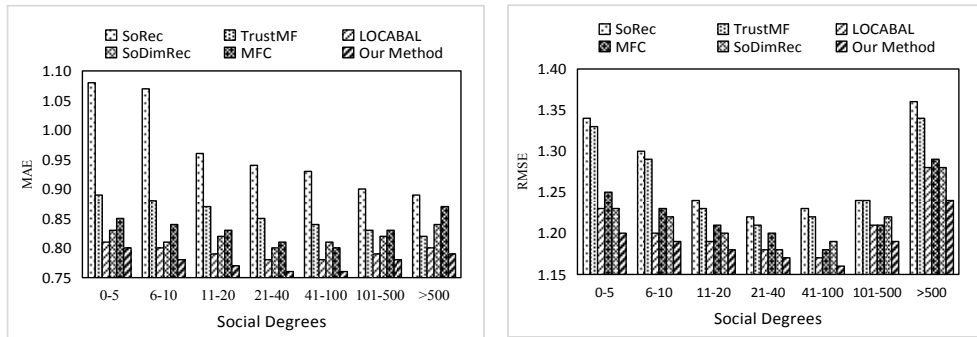 SoRec TrustMF LOCABAL
SoDimRec MFC Our Method
1.10
1.05
1.00
0.95
0.90
0.85
0.80
0.75
MAE
0-5 6-10 11-20 21-40 41-100 101-500 >500
Social Degrees
SoRec TrustMF LOCABAL
MFC SoDimRec Our Method
1.40
1.35
1.30
1.25
1.20
1.15
RMSE
0-5 6-10 11-20 21-40 41-100 101-500 >500
Social Degrees